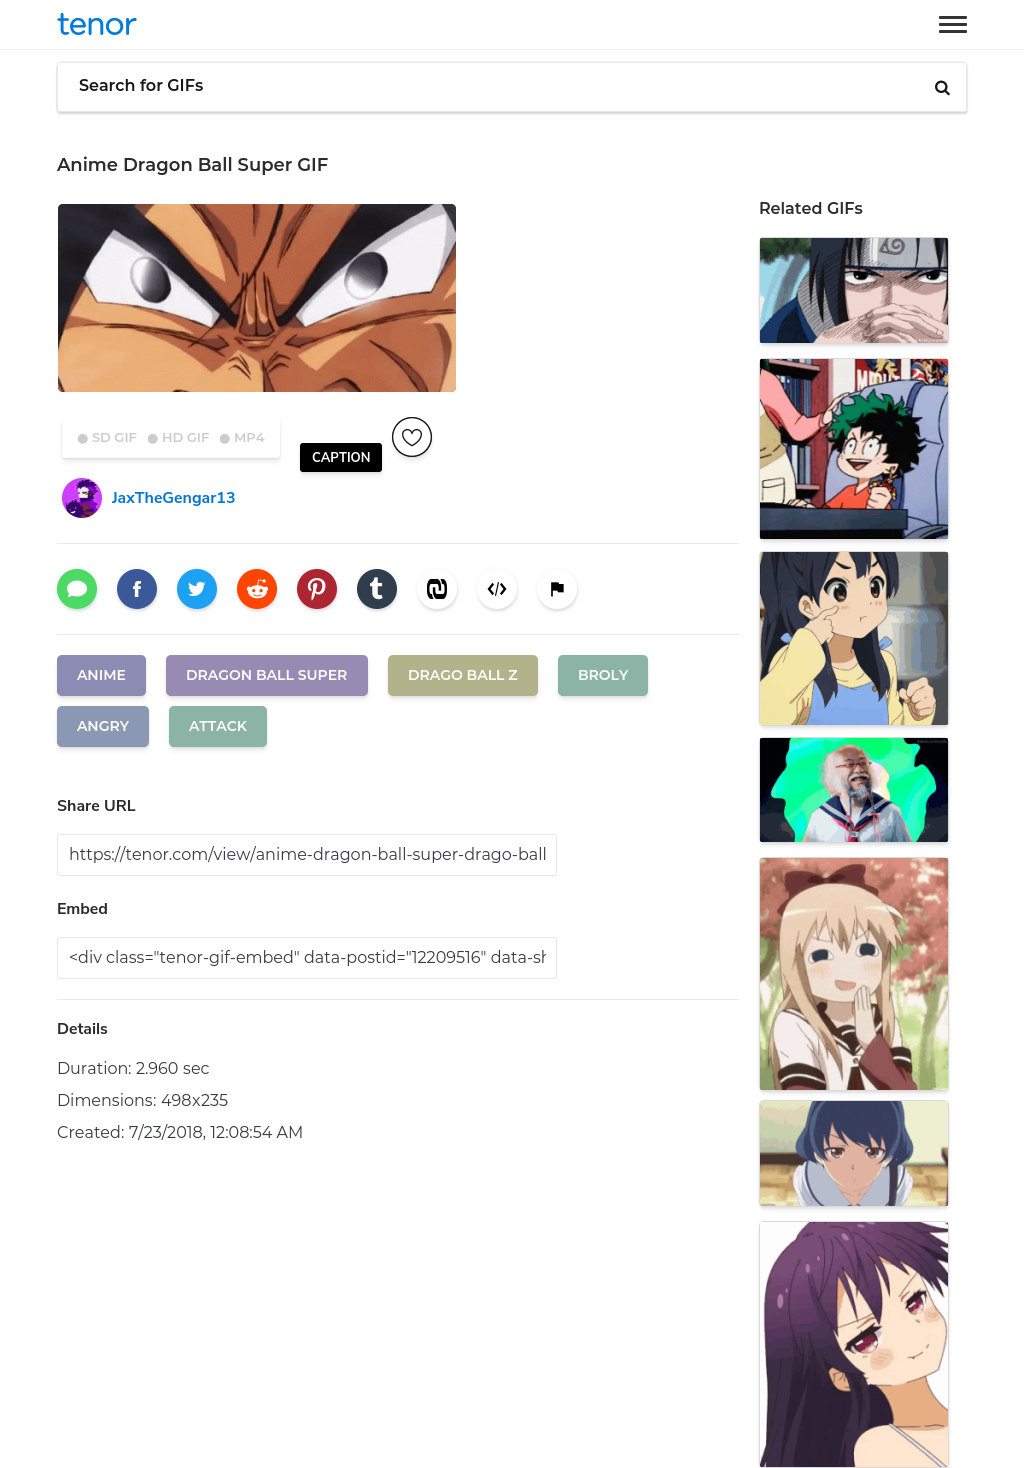 tenor
Search for GIFs
Anime Dragon Ball Super GIF
Related GIFs
SD GIF HD GIF MP4
CAPTION
JaxTheGengar13
ANIME DRAGON BALL SUPER DRAGO BALL Z BROLY
ANGRY ATTACK
Share URL
https://tenor.com/view/anime-dragon-ball-super-drago-ball
Embed
<div class="tenor-gif-embed" data-postid="12209516" data-sh
Details
Duration: 2.960 sec
Dimensions: 498x235
Created: 7/23/2018, 12:08:54 AM